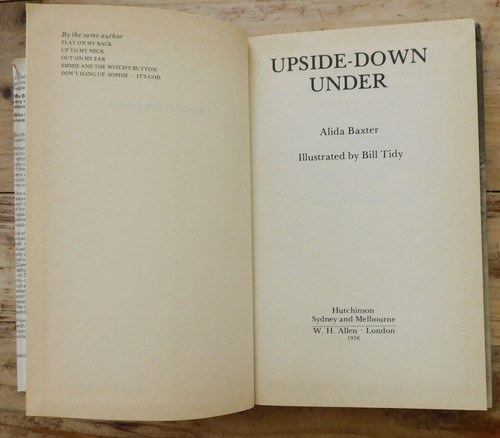 By the same author
FLAT ON MY BACK
UP TO MY NECK
OUT ON MY EAR
EMMIE AND THE WITCH'S BUTTON
DON'T HANG UP, SOPHIE – IT'S GOD
UPSIDE-DOWN
UNDER
Alida Baxter
Illustrated by Bill Tidy
Hutchinson
Sydney and Melbourne
W. H. Allen · London
1978